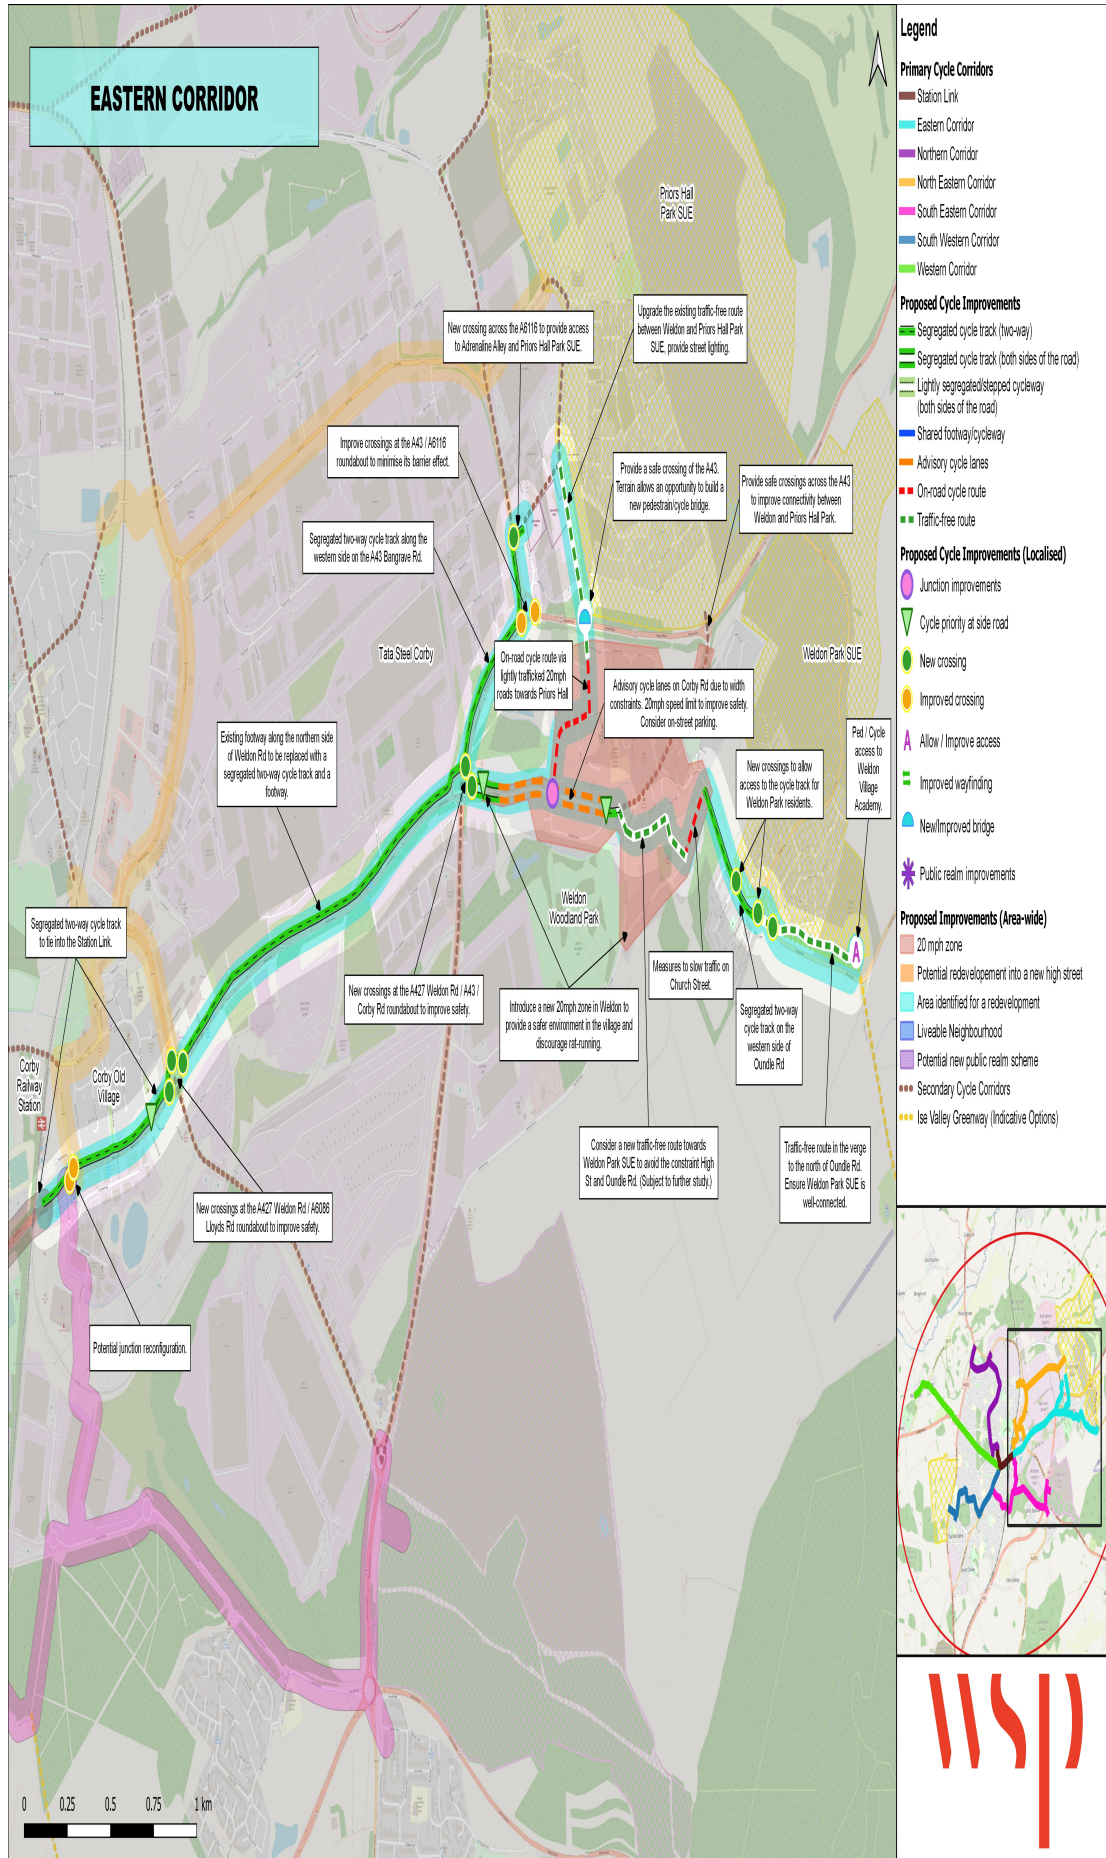 EASTERN CORRIDOR
Priors Hall
Park SUE
New crossing across the A6116 to provide access
to Adrenaline Alley and Priors Hall Park SUE.
Upgrade the existing traffic-free route
between Weldon and Priors Hall Park
SUE, provide street lighting.
Improve crossings at the A43 / A6116
roundabout to minimise its barrier effect.
Provide a safe crossing of the A43.
Terrain allows an opportunity to build a
new pedestrian/cycle bridge.
Provide safe crossings across the A43
to improve connectivity between
Weldon and Priors Hall Park.
Segregated two-way cycle track along the
western side on the A43 Bangrave Rd.
Tata Steel Corby
On-road cycle route via
lightly trafficked 20mph
roads towards Priors Hall
Weldon Park SUE
Advisory cycle lanes on Corby Rd due to width
constraints. 20mph speed limit to improve safety.
Consider on-street parking.
Existing footway along the northern side
of Weldon Rd to be replaced with a
segregated two-way cycle track and a
footway.
New crossings to allow
access to the cycle track for
Weldon Park residents.
Ped / Cycle
access to
Weldon
Village
Academy.
Weldon
Woodland Park
Segregated two-way cycle track
to tie into the Station Link.
New crossings at the A427 Weldon Rd / A43 /
Corby Rd roundabout to improve safety.
Introduce a new 20mph zone in Weldon to
provide a safer environment in the village and
discourage rat-running.
Measures to slow traffic on
Church Street.
Segregated two-way
cycle track on the
western side of
Oundle Rd
Corby
Railway
Station
Corby Old
Village
Consider a new traffic-free route towards
Weldon Park SUE to avoid the constraint High
St and Oundle Rd. (Subject to further study.)
Traffic-free route in the verge
to the north of Oundle Rd.
Ensure Weldon Park SUE is
well-connected.
New crossings at the A427 Weldon Rd / A6086
Lloyds Rd roundabout to improve safety.
Potential junction reconfiguration.
0 0.25 0.5 0.75 1 km
Legend
Primary Cycle Corridors
Station Link
Eastern Corridor
Northern Corridor
North Eastern Corridor
South Eastern Corridor
South Western Corridor
Western Corridor
Proposed Cycle Improvements
Segregated cycle track (two-way)
Segregated cycle track (both sides of the road)
Lightly segregated/stepped cycleway
(both sides of the road)
Shared footway/cycleway
Advisory cycle lanes
On-road cycle route
Traffic-free route
Proposed Cycle Improvements (Localised)
Junction improvements
Cycle priority at side road
New crossing
Improved crossing
A Allow / Improve access
Improved wayfinding
New/Improved bridge
Public realm improvements
Proposed Improvements (Area-wide)
20 mph zone
Potential redevelopement into a new high street
Area identified for a redevelopment
Liveable Neighbourhood
Potential new public realm scheme
Secondary Cycle Corridors
Ise Valley Greenway (Indicative Options)
A
wsp